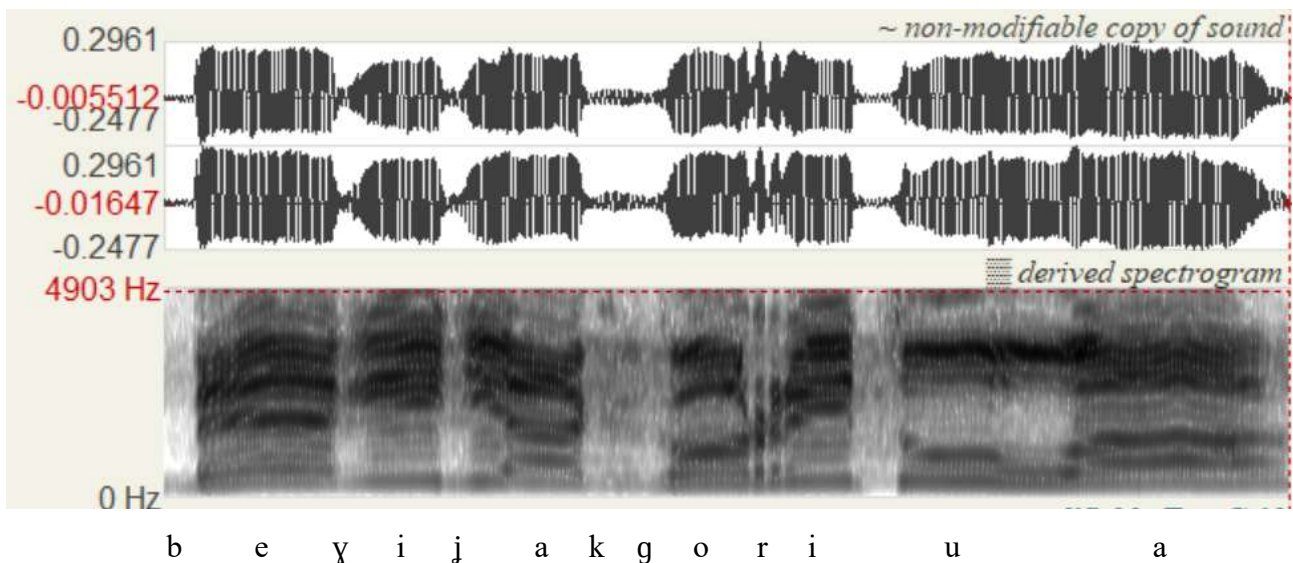 0.2961
~ non-modifiable copy of sound
-0.005512
-0.2477
0.2961
-0.01647
-0.2477
derived spectrogram
4903 Hz
0 Hz
b e ɣ i ɟ a k ɡ o r i u a